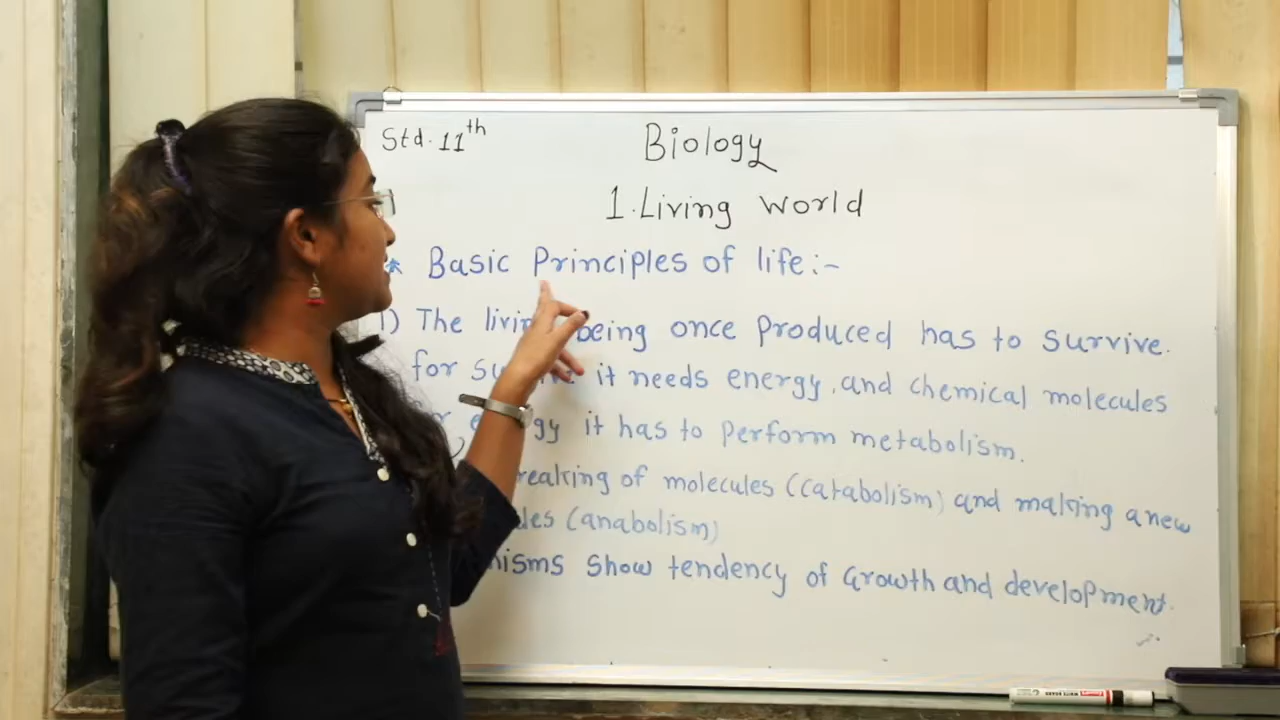 Std. 11th
Biology
1. Living World
* Basic Principles of life:-
1) The living being once produced has to survive.
for it needs energy, and chemical molecules
it has to perform metabolism.
of molecules (catabolism) and making a new
(anabolism)
show tendency of Growth and development.